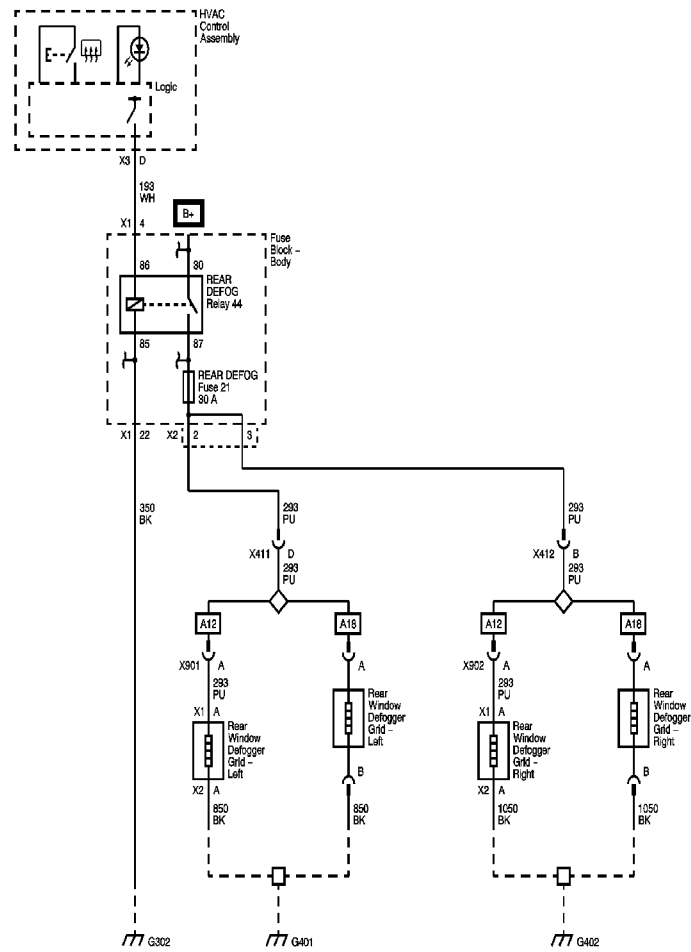 HVAC
Control
Assembly
Logic
X3 D
193
WH
X1 4
B+
Fuse
Block –
Body
86 80
REAR
DEFOG
Relay 44
85 87
REAR DEFOG
Fuse 21
30 A
X1 22 X2 2 3
350
BK
293
PU
293
PU
X411 D
X412 B
293
PU
293
PU
A12 A18 A12 A18
X901 A A X902 A A
293
PU
293
PU
Rear
Window
Defogger
Grid –
Left
Rear
Window
Defogger
Grid –
Right
X1 A
X1 A
Rear
Window
Defogger
Grid –
Left
Rear
Window
Defogger
Grid –
Right
B B
X2 A X2 A
850
BK
850
BK
1050
BK
1050
BK
G302 G401 G402